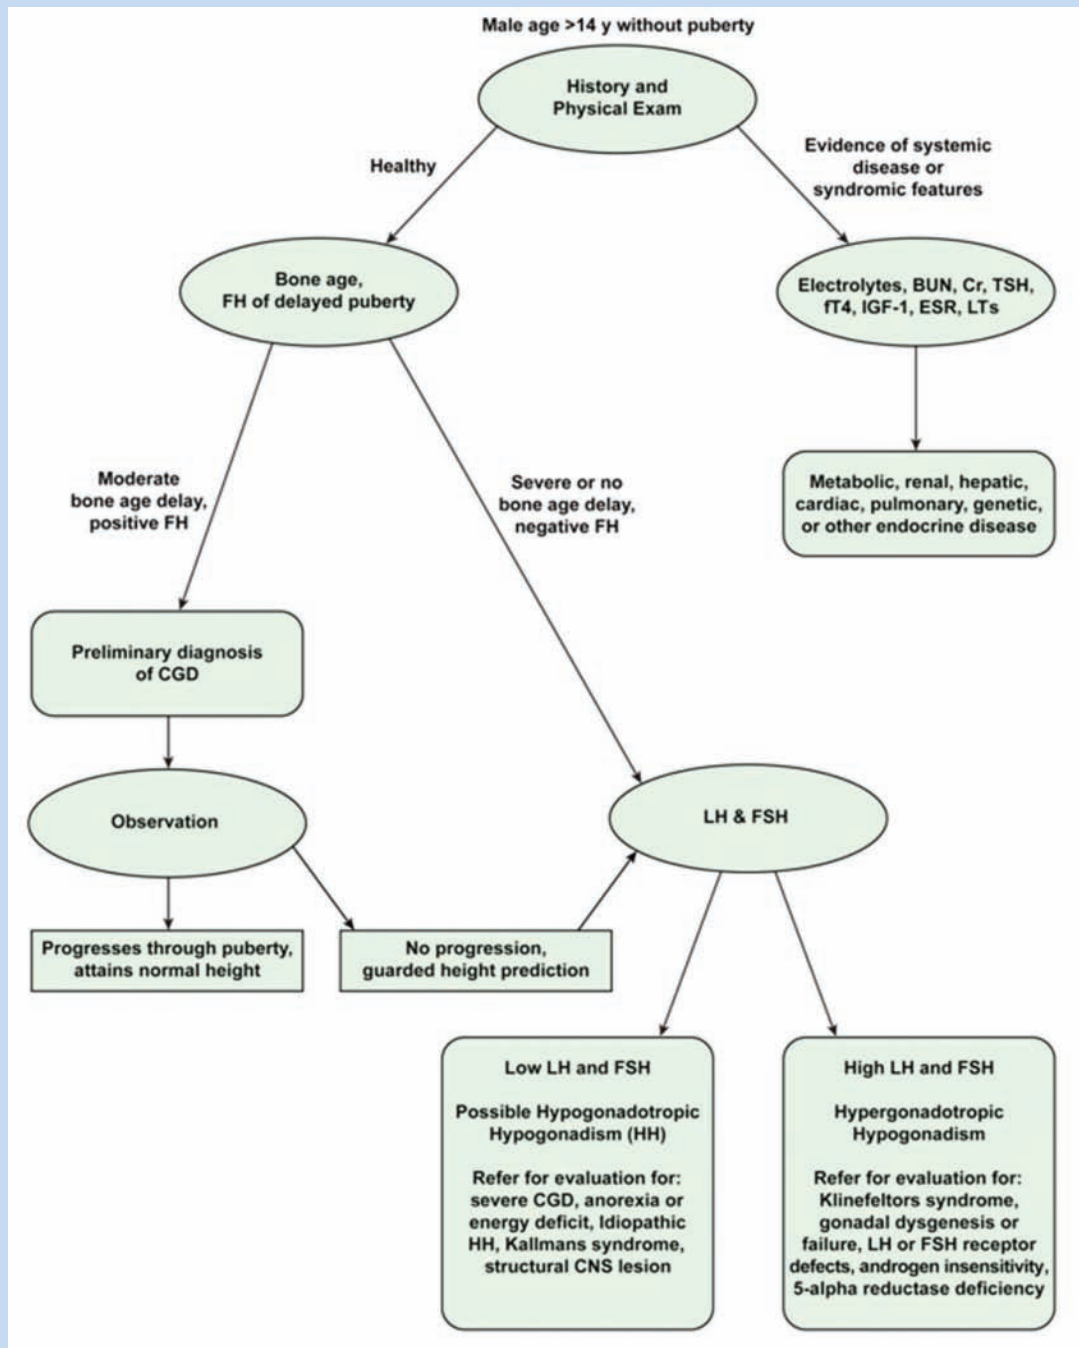 Male age >14 y without puberty
History and
Physical Exam
Healthy
Evidence of systemic
disease or
syndromic features
Bone age,
FH of delayed puberty
Electrolytes, BUN, Cr, TSH,
fT4, IGF-1, ESR, LTs
Moderate
bone age delay,
positive FH
Severe or no
bone age delay,
negative FH
Metabolic, renal, hepatic,
cardiac, pulmonary, genetic,
or other endocrine disease
Preliminary diagnosis
of CGD
Observation
LH & FSH
Progresses through puberty,
attains normal height
No progression,
guarded height prediction
Low LH and FSH
Possible Hypogonadotropic
Hypogonadism (HH)
Refer for evaluation for:
severe CGD, anorexia or
energy deficit, Idiopathic
HH, Kallmans syndrome,
structural CNS lesion
High LH and FSH
Hypergonadotropic
Hypogonadism
Refer for evaluation for:
Klinefeltors syndrome,
gonadal dysgenesis or
failure, LH or FSH receptor
defects, androgen insensitivity,
5-alpha reductase deficiency